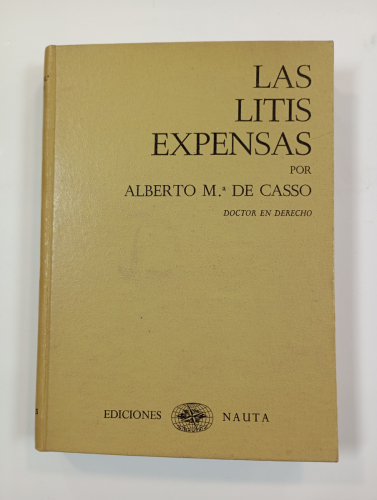 LAS
LITIS
EXPENSAS
POR
ALBERTO M.ª DE CASSO
DOCTOR EN DERECHO
EDICIONES NAUTA